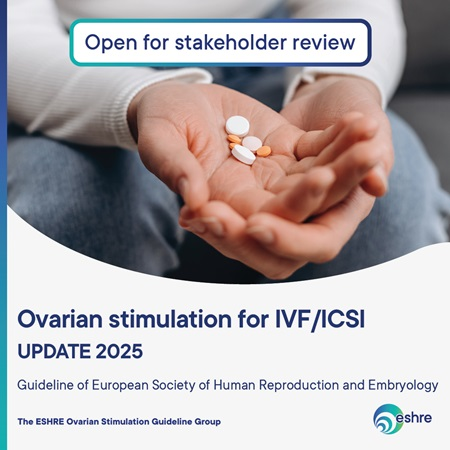 Open for stakeholder review
Ovarian stimulation for IVF/ICSI
UPDATE 2025
Guideline of European Society of Human Reproduction and Embryology
The ESHRE Ovarian Stimulation Guideline Group
eshre